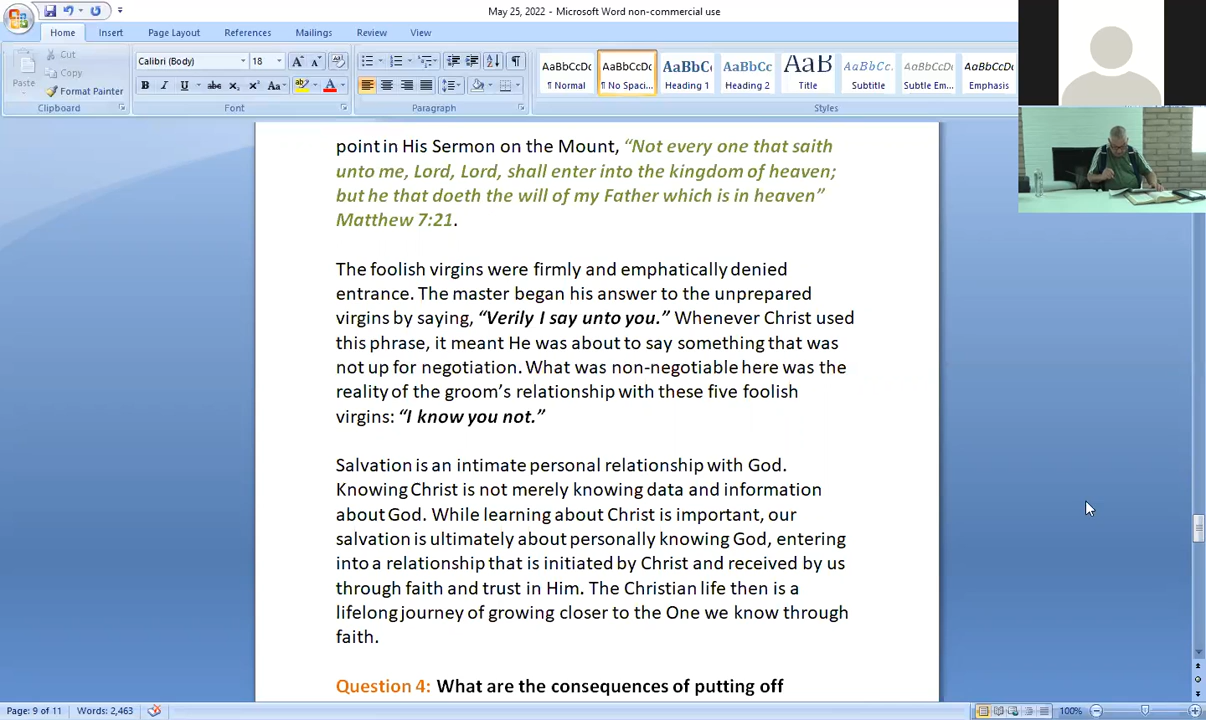 May 25, 2022 - Microsoft Word non-commercial use
Home Insert Page Layout References Mailings Review View
Cut
Copy
Paste
Format Painter
Calibri (Body) 18
AaBbCcDc AaBbCcDc AaBbC AaBbCc AaB AaBbCc. AaBbCcDc AaBbCcDc
¶ Normal ¶ No Spaci... Heading 1 Heading 2 Title Subtitle Subtle Em... Emphasis
Clipboard Font Paragraph Styles
point in His Sermon on the Mount, “Not every one that saith
unto me, Lord, Lord, shall enter into the kingdom of heaven;
but he that doeth the will of my Father which is in heaven”
Matthew 7:21.
The foolish virgins were firmly and emphatically denied
entrance. The master began his answer to the unprepared
virgins by saying, “Verily I say unto you.” Whenever Christ used
this phrase, it meant He was about to say something that was
not up for negotiation. What was non-negotiable here was the
reality of the groom’s relationship with these five foolish
virgins: “I know you not.”
Salvation is an intimate personal relationship with God.
Knowing Christ is not merely knowing data and information
about God. While learning about Christ is important, our
salvation is ultimately about personally knowing God, entering
into a relationship that is initiated by Christ and received by us
through faith and trust in Him. The Christian life then is a
lifelong journey of growing closer to the One we know through
faith.
Question 4: What are the consequences of putting off
Page: 9 of 11 Words: 2,463 100%